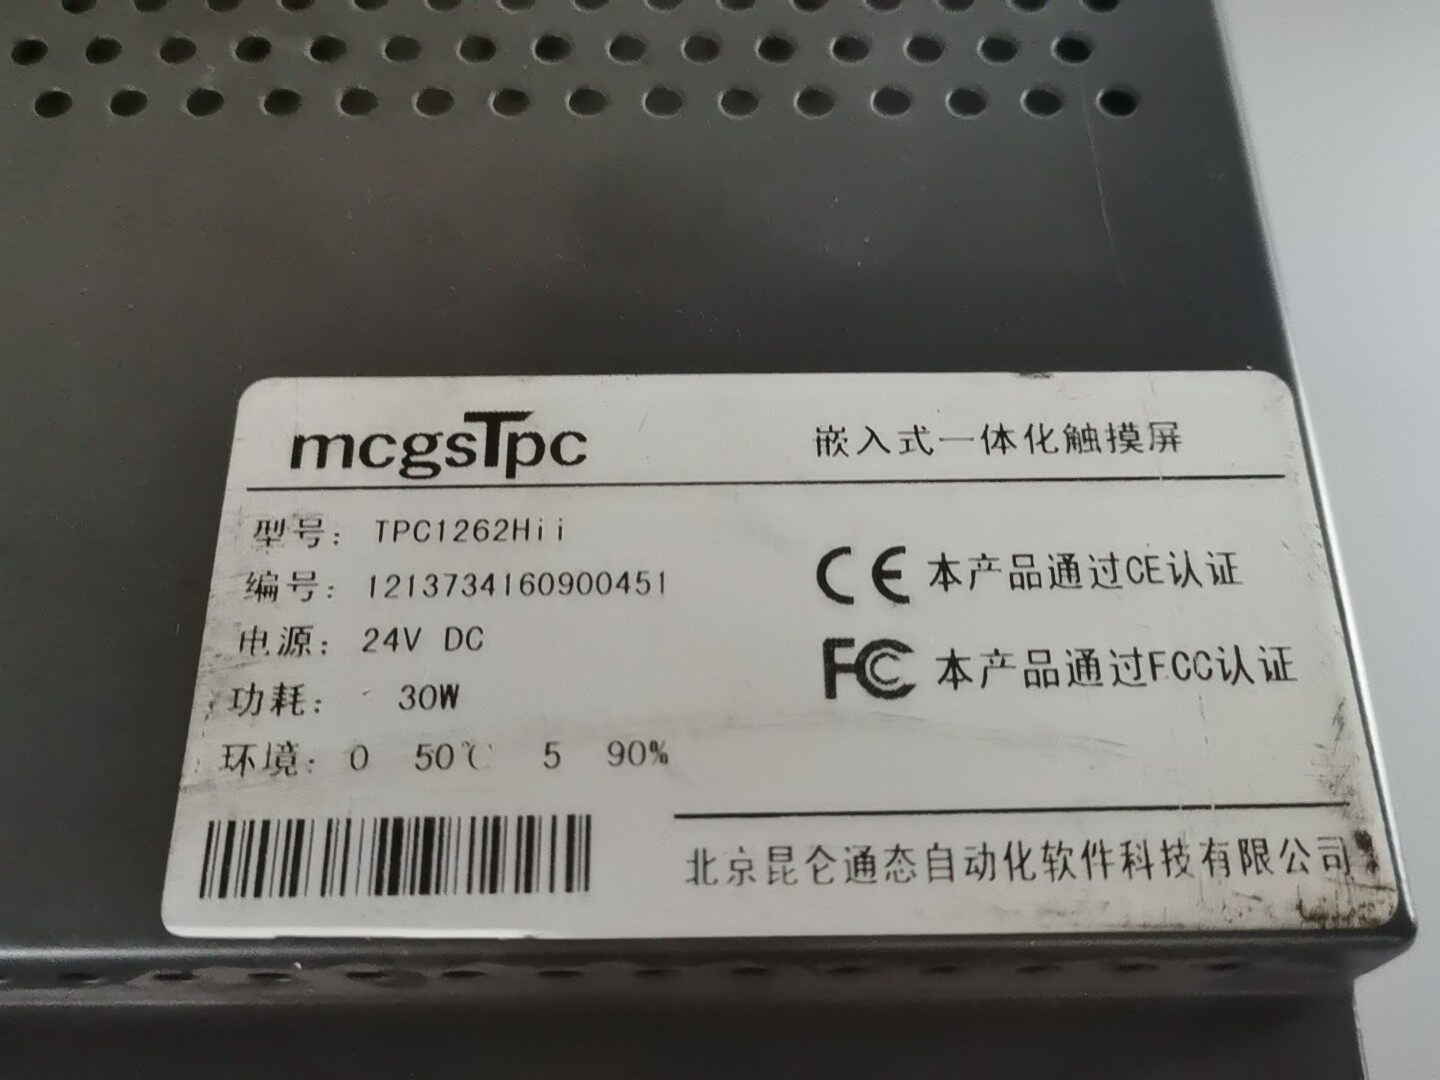 mcgsTpc 嵌入式一体化触摸屏
型号: TPC1262Hii
编号: 1213734160900451
电源: 24V DC
功耗: 30W
环境: 0 50℃ 5 90%
CE 本产品通过CE认证
FC 本产品通过FCC认证
北京昆仑通态自动化软件科技有限公司